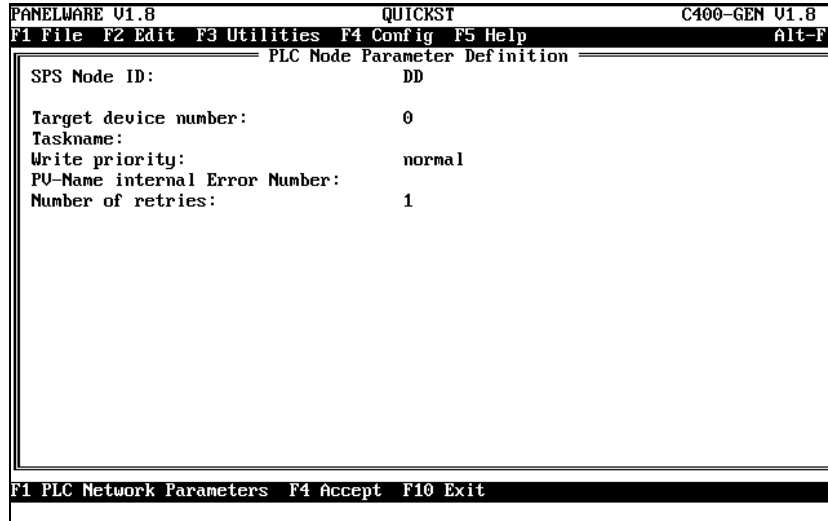 PANELWARE V1.8 QUICKST C400-GEN V1.8
F1 File F2 Edit F3 Utilities F4 Config F5 Help Alt-F
PLC Node Parameter Definition
SPS Node ID: DD
Target device number: 0
Taskname:
Write priority: normal
PV-Name internal Error Number:
Number of retries: 1
F1 PLC Network Parameters F4 Accept F10 Exit